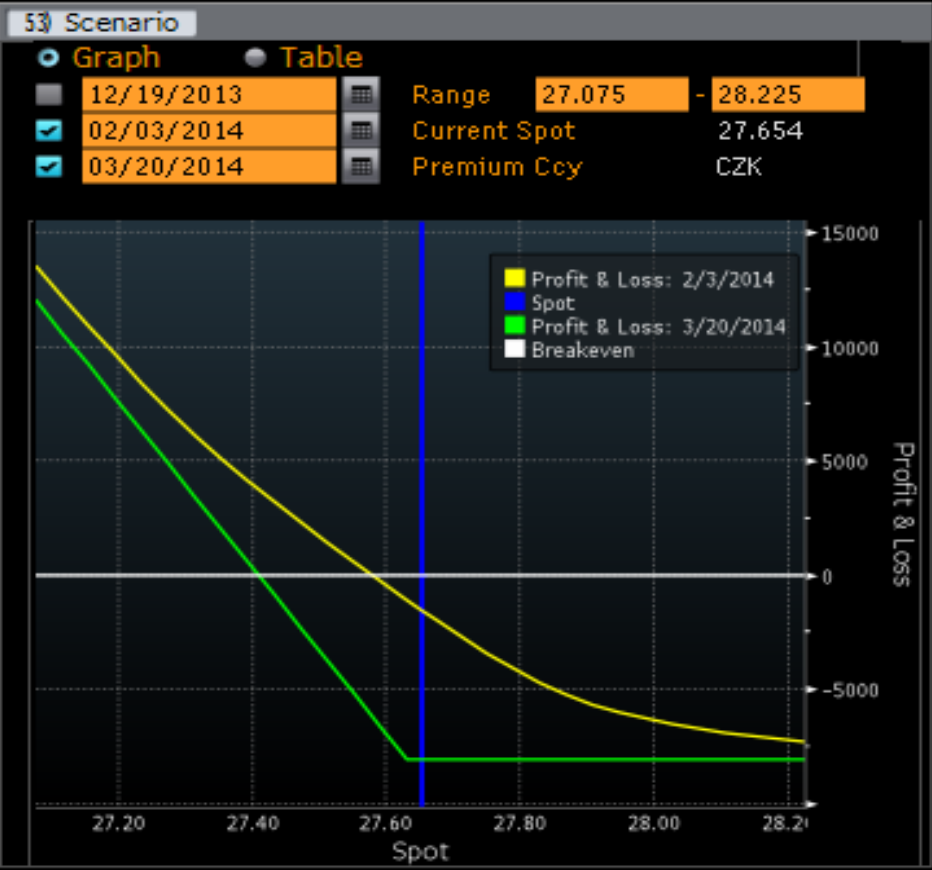 53) Scenario
Graph Table
12/19/2013 Range 27.075 - 28.225
02/03/2014 Current Spot 27.654
03/20/2014 Premium Ccy CZK
15000
Profit & Loss: 2/3/2014
Spot
Profit & Loss: 3/20/2014
10000
Breakeven
5000
Profit & Loss
0
-5000
27.20 27.40 27.60 27.80 28.00
Spot